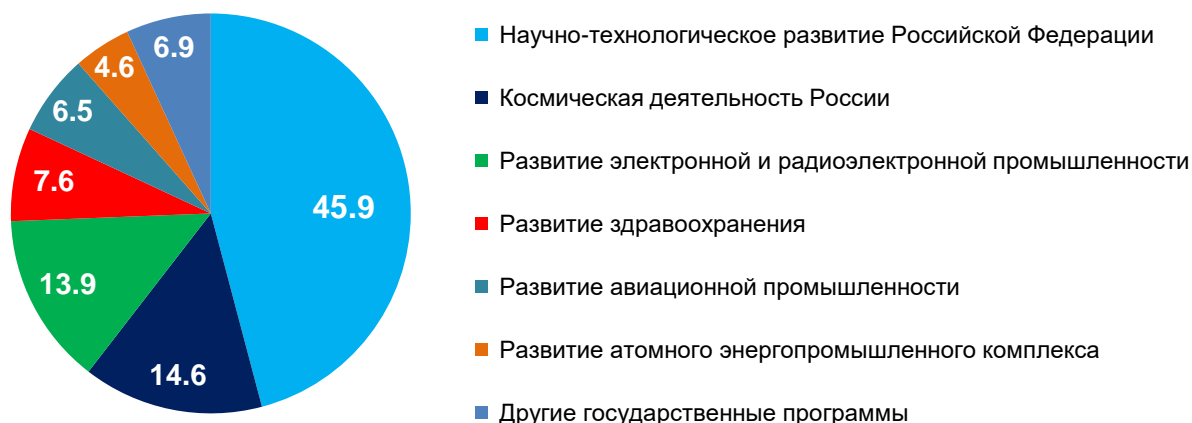 6.9
4.6
6.5
7.6
45.9
13.9
14.6
Научно-технологическое развитие Российской Федерации
Космическая деятельность России
Развитие электронной и радиоэлектронной промышленности
Развитие здравоохранения
Развитие авиационной промышленности
Развитие атомного энергопромышленного комплекса
Другие государственные программы